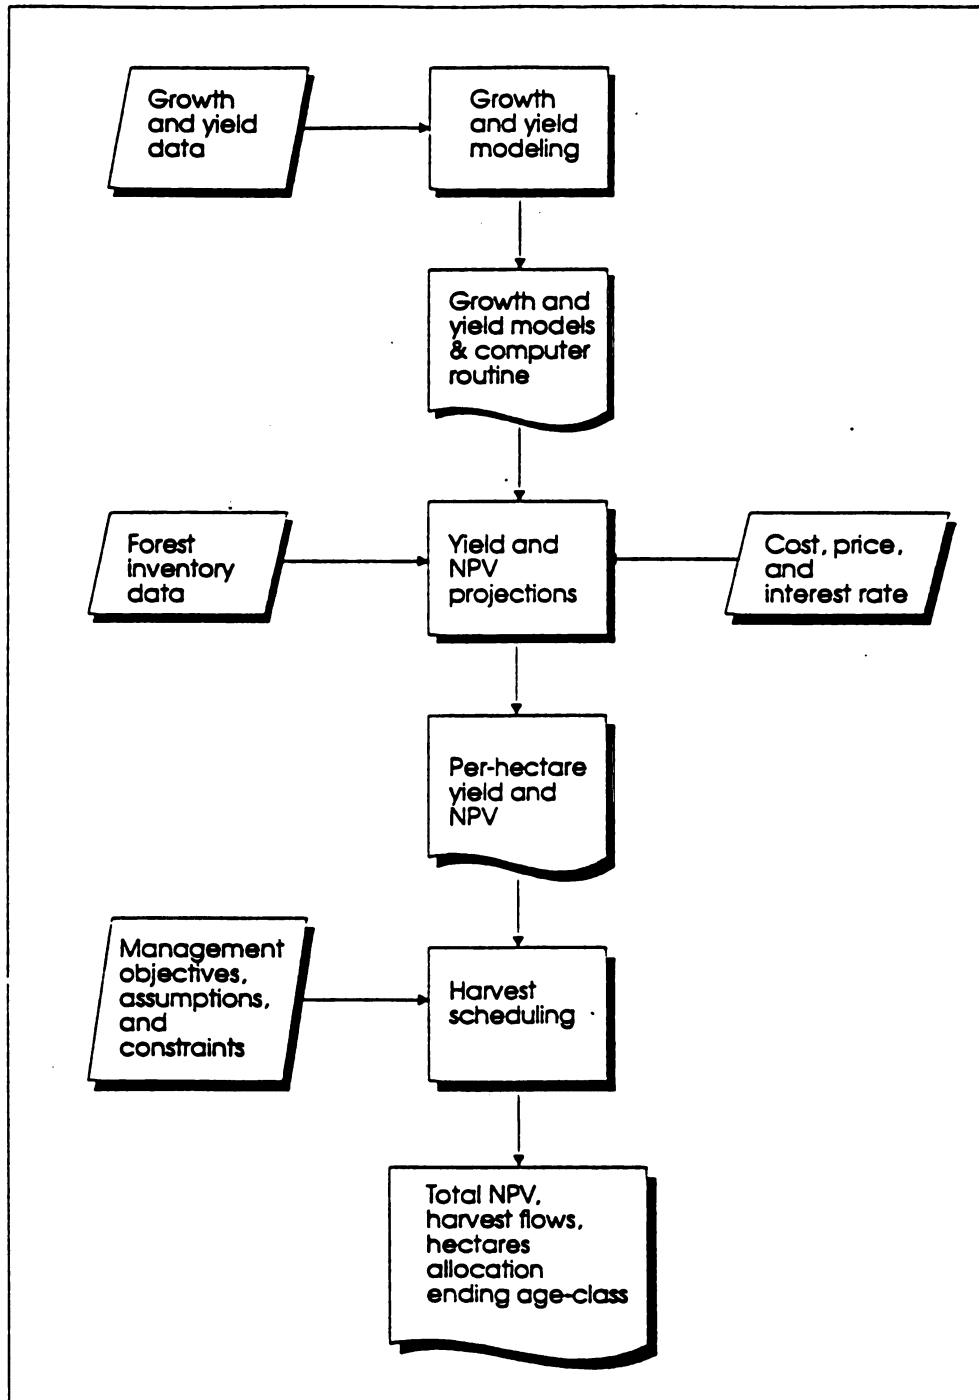 Growth
and yield
data
Growth
and yield
modeling
Growth and
yield models
& computer
routine
Forest
inventory
data
Yield and
NPV
projections
Cost, price,
and
interest rate
Per-hectare
yield and
NPV
Management
objectives,
assumptions,
and
constraints
Harvest
scheduling
Total NPV,
harvest flows,
hectares
allocation
ending age-class